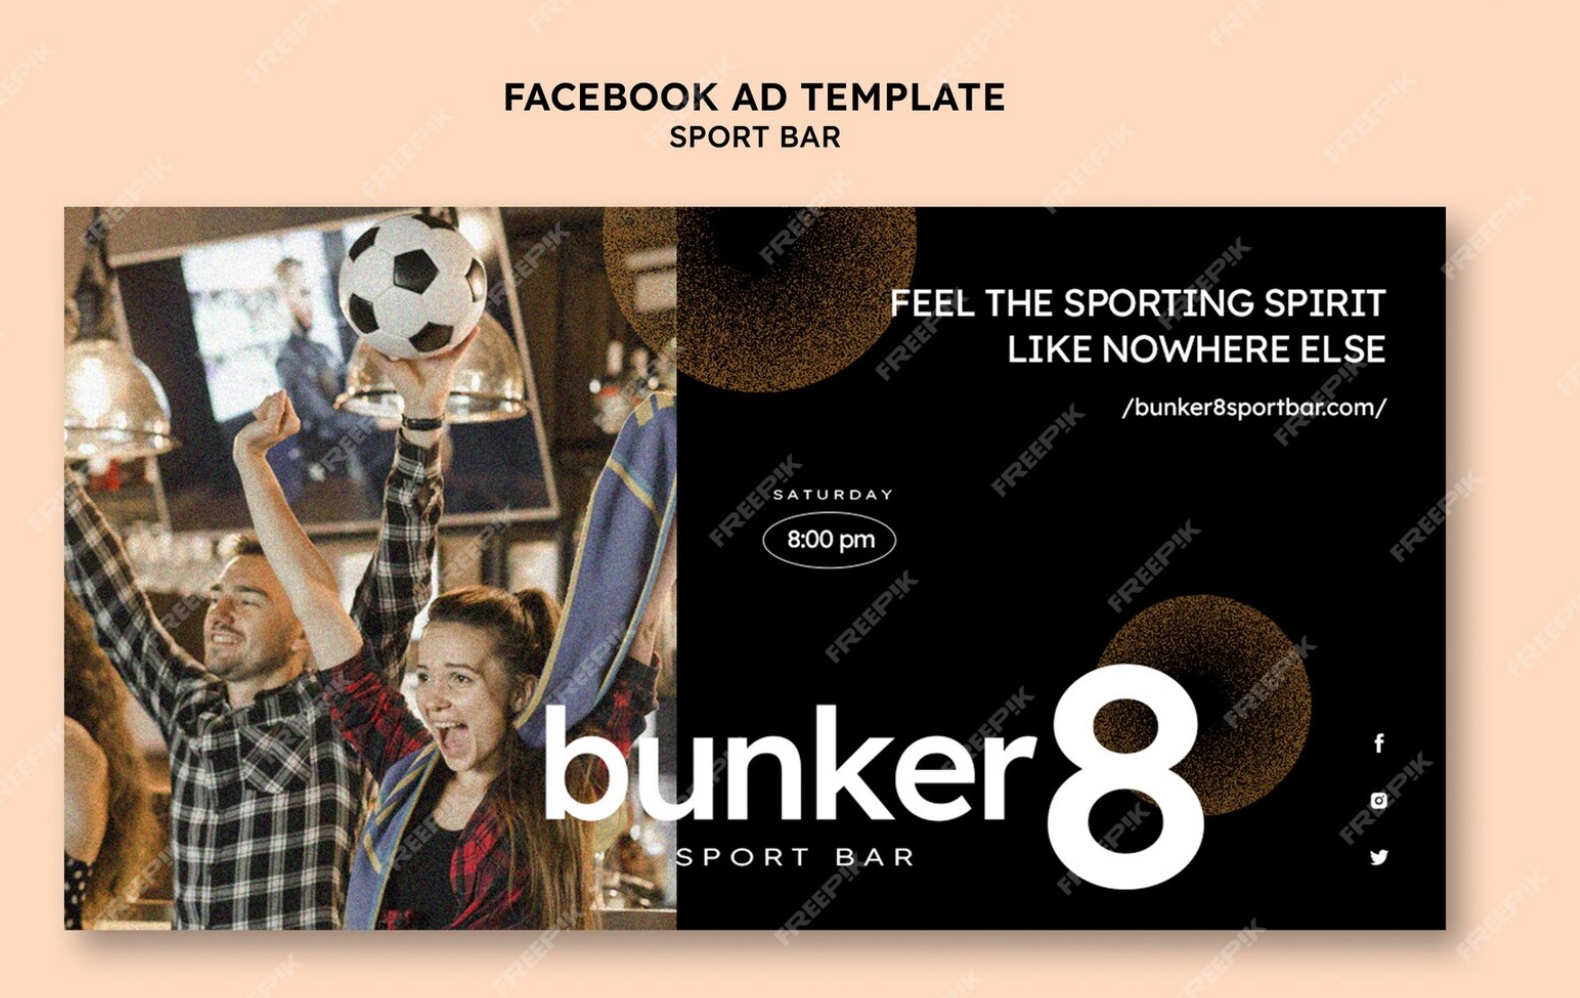 FACEBOOK AD TEMPLATE
SPORT BAR
FEEL THE SPORTING SPIRIT
LIKE NOWHERE ELSE
/bunker8sportbar.com/
SATURDAY
8:00 pm
bunker8
SPORT BAR
FREEPIK